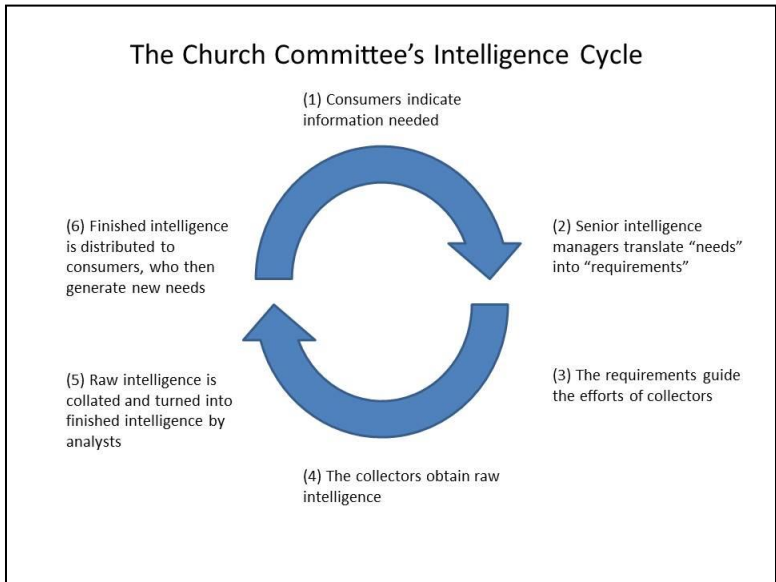 The Church Committee’s Intelligence Cycle
(1) Consumers indicate
information needed
(2) Senior intelligence
managers translate “needs”
into “requirements”
(3) The requirements guide
the efforts of collectors
(4) The collectors obtain raw
intelligence
(5) Raw intelligence is
collated and turned into
finished intelligence by
analysts
(6) Finished intelligence
is distributed to
consumers, who then
generate new needs